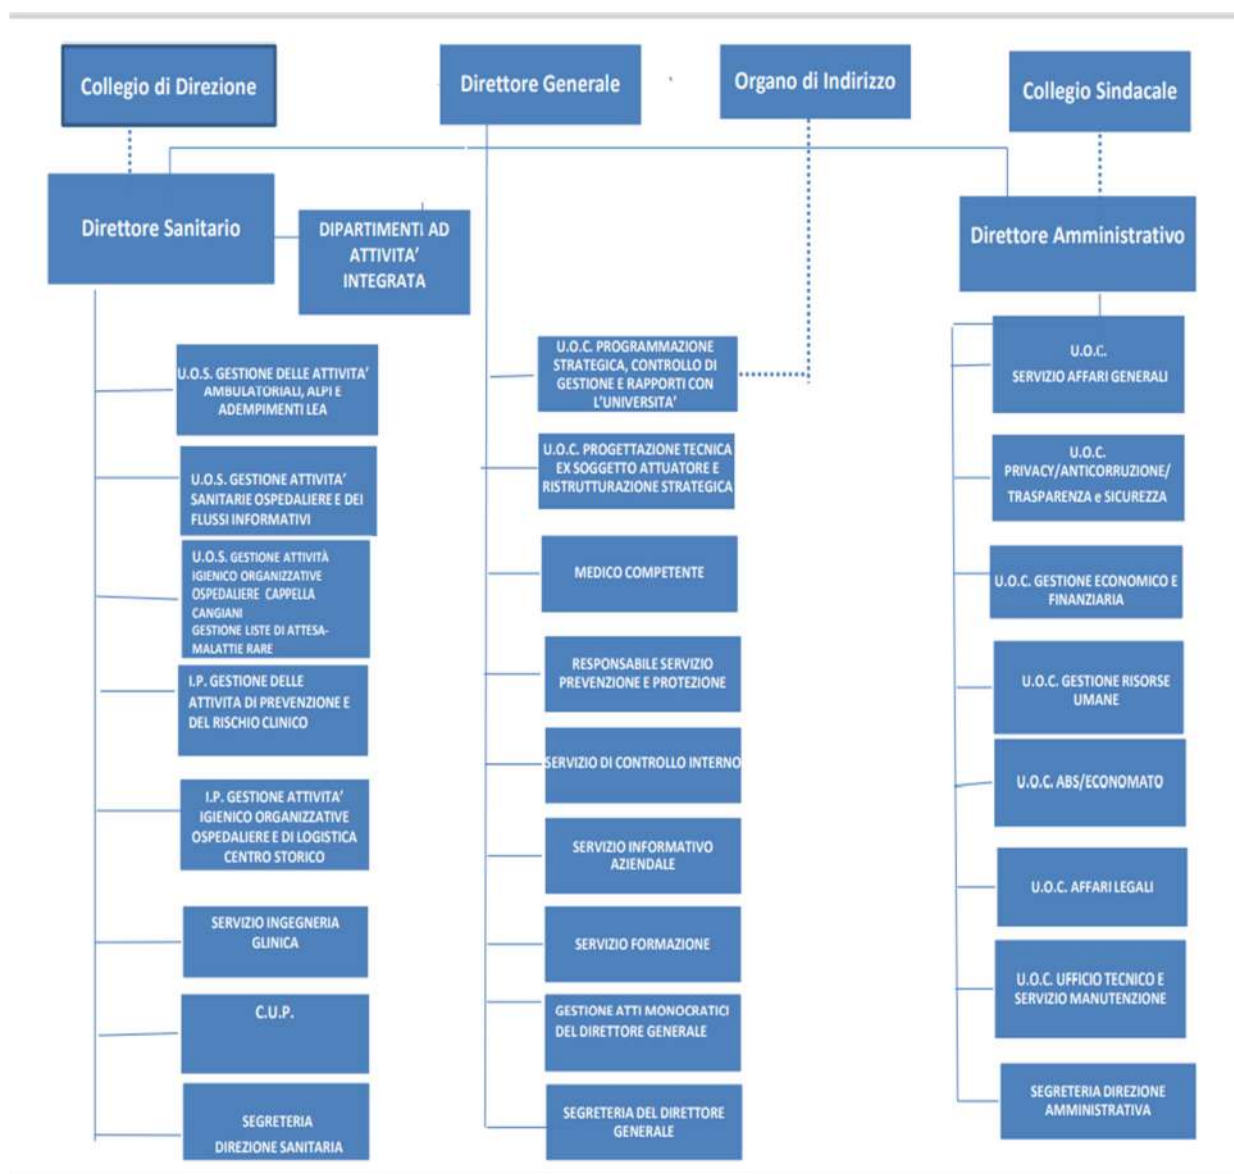 Collegio di Direzione
Direttore Generale
Organo di Indirizzo
Collegio Sindacale
Direttore Sanitario
DIPARTIMENTI AD
ATTIVITA’
INTEGRATA
Direttore Amministrativo
U.O.S. GESTIONE DELLE ATTIVITA’
AMBULATORIALI, ALPI E
ADEMPIMENTI LEA
U.O.S. GESTIONE ATTIVITA’
SANITARIE OSPEDALIERE E DEI
FLUSSI INFORMATIVI
U.O.S. GESTIONE ATTIVITÀ
IGIENICO ORGANIZZATIVE
OSPEDALIERE CAPPELLA
CANGIANI
GESTIONE LISTE DI ATTESA-
MALATTIE RARE
I.P. GESTIONE DELLE
ATTIVITA DI PREVENZIONE E
DEL RISCHIO CLINICO
I.P. GESTIONE ATTIVITA’
IGIENICO ORGANIZZATIVE
OSPEDALIERE E DI LOGISTICA
CENTRO STORICO
SERVIZIO INGEGNERIA
GLINICA
C.U.P.
SEGRETERIA
DIREZIONE SANITARIA
U.O.C. PROGRAMMAZIONE
STRATEGICA, CONTROLLO DI
GESTIONE E RAPPORTI CON
L’UNIVERSITA’
U.O.C. PROGETTAZIONE TECNICA
EX SOGGETTO ATTUATORE E
RISTRUTTURAZIONE STRATEGICA
MEDICO COMPETENTE
RESPONSABILE SERVIZIO
PREVENZIONE E PROTEZIONE
SERVIZIO DI CONTROLLO INTERNO
SERVIZIO INFORMATIVO
AZIENDALE
SERVIZIO FORMAZIONE
GESTIONE ATTI MONOCRATICI
DEL DIRETTORE GENERALE
SEGRETERIA DEL DIRETTORE
GENERALE
U.O.C.
SERVIZIO AFFARI GENERALI
U.O.C.
PRIVACY/ANTICORRUZIONE/
TRASPARENZA e SICUREZZA
U.O.C. GESTIONE ECONOMICO E
FINANZIARIA
U.O.C. GESTIONE RISORSE
UMANE
U.O.C. ABS/ECONOMATO
U.O.C. AFFARI LEGALI
U.O.C. UFFICIO TECNICO E
SERVIZIO MANUTENZIONE
SEGRETERIA DIREZIONE
AMMINISTRATIVA